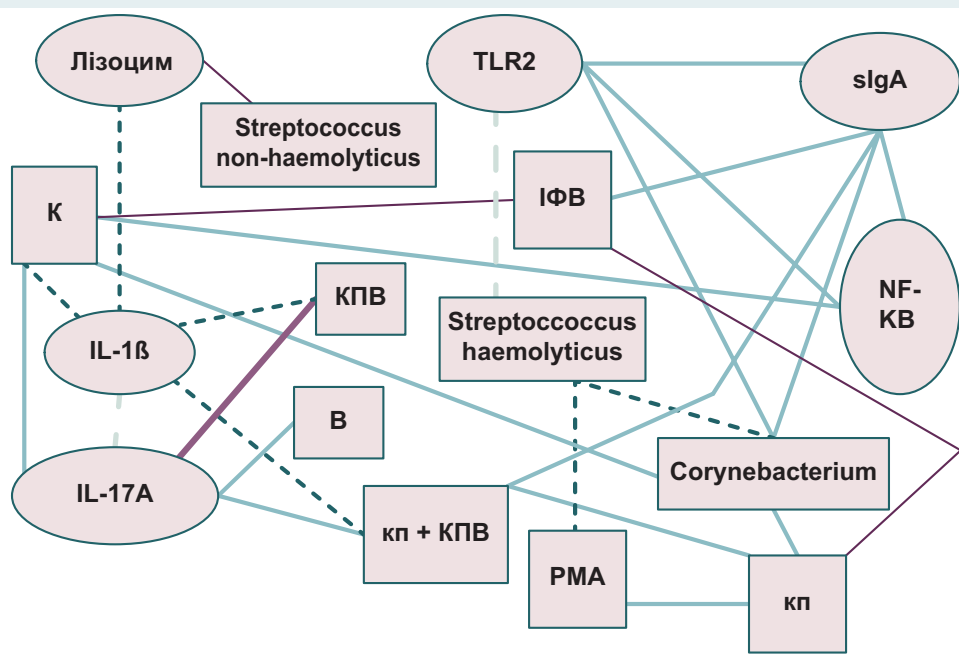 Лізоцим
TLR2
sIgA
Streptococcus
non-haemolyticus
К
ІФВ
КПВ
NF-
KB
Streptoccoccus
haemolyticus
IL-1ß
В
Corynebacterium
IL-17A
кп + КПВ
РМА
кп